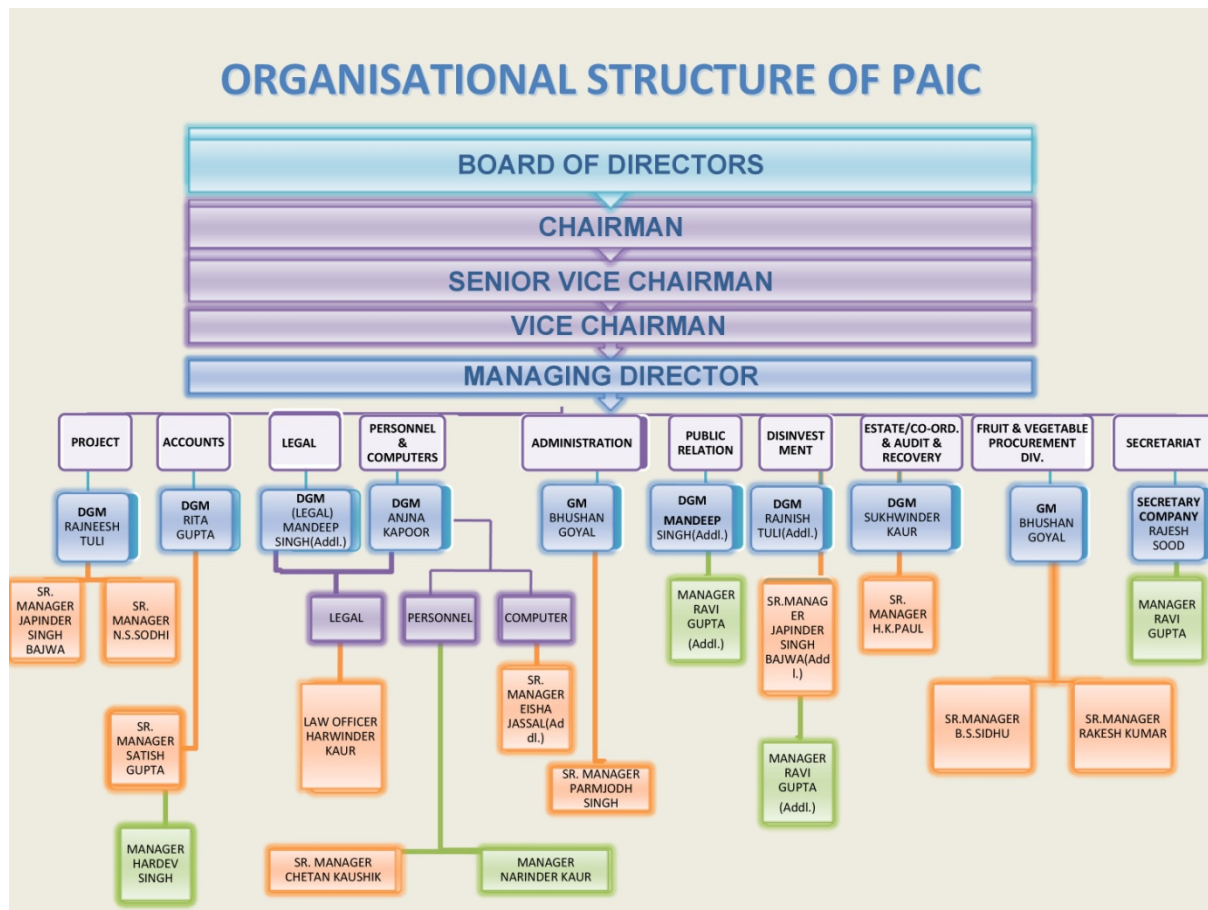 ORGANISATIONAL STRUCTURE OF PAIC
BOARD OF DIRECTORS
CHAIRMAN
SENIOR VICE CHAIRMAN
VICE CHAIRMAN
MANAGING DIRECTOR
PROJECT
ACCOUNTS
LEGAL
PERSONNEL
&
COMPUTERS
ADMINISTRATION
PUBLIC
RELATION
DISINVEST
MENT
ESTATE/CO-ORD.
& AUDIT &
RECOVERY
FRUIT & VEGETABLE
PROCUREMENT
DIV.
SECRETARIAT
DGM
RAJNEESH
TULI
DGM
RITA
GUPTA
DGM
(LEGAL)
MANDEEP
SINGH(Addl.)
DGM
ANJNA
KAPOOR
GM
BHUSHAN
GOYAL
DGM
MANDEEP
SINGH(Addl.)
DGM
RAJNISH
TULI(Addl.)
DGM
SUKHWINDER
KAUR
GM
BHUSHAN
GOYAL
SECRETARY
COMPANY
RAJESH
SOOD
SR.
MANAGER
JAPINDER
SINGH
BAJWA
SR.
MANAGER
N.S.SODHI
LEGAL
PERSONNEL
COMPUTER
MANAGER
RAVI
GUPTA
(Addl.)
SR.MANAG
ER
JAPINDER
SINGH
BAJWA(Add
l.)
SR.
MANAGER
H.K.PAUL
MANAGER
RAVI
GUPTA
SR.
MANAGER
SATISH
GUPTA
LAW OFFICER
HARWINDER
KAUR
SR.
MANAGER
EISHA
JASSAL(Ad
dl.)
SR. MANAGER
PARMJODH
SINGH
MANAGER
RAVI
GUPTA
(Addl.)
SR.MANAGER
B.S.SIDHU
SR.MANAGER
RAKESH KUMAR
MANAGER
HARDEV
SINGH
SR. MANAGER
CHETAN KAUSHIK
MANAGER
NARINDER KAUR